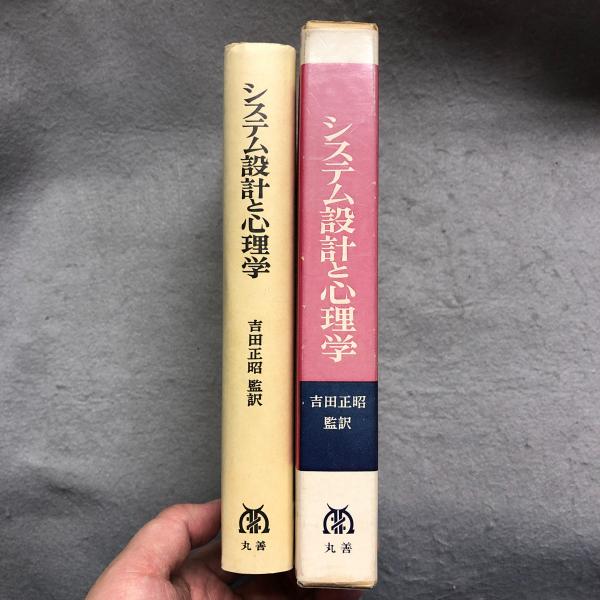 システム設計と心理学
吉田正昭 監訳
丸善
システム設計と心理学
吉田正昭
監訳
丸善